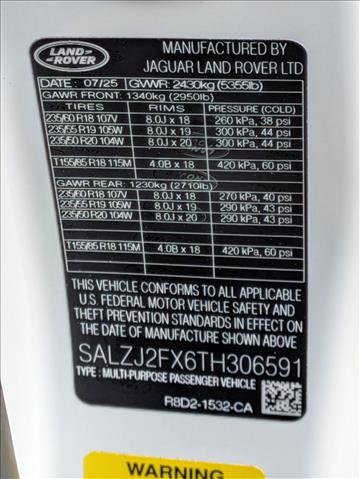 LAND-
ROVER
MANUFACTURED BY
JAGUAR LAND ROVER LTD
DATE: 07/25 GVWR: 2430kg (5355lb)
GAWR FRONT: 1340kg (2950lb)
TIRES RIMS PRESSURE (COLD)
235/60 R18 107V 8.0J x 18 260 kPa, 38 psi
235/55 R19 105W 8.0J x 19 300 kPa, 44 psi
235/50 R20 104W 8.0J x 20 300 kPa, 44 psi
T155/85 R18 115M 4.0B x 18 420 kPa, 60 psi
GAWR REAR: 1230kg (2710lb)
235/60 R18 107V 8.0J x 18 270 kPa, 40 psi
235/55 R19 105W 8.0J x 19 290 kPa, 43 psi
235/50 R20 104W 8.0J x 20 290 kPa, 43 psi
T155/85 R18 115M 4.0B x 18 420 kPa, 60 psi
THIS VEHICLE CONFORMS TO ALL APPLICABLE
U.S. FEDERAL MOTOR VEHICLE SAFETY AND
THEFT PREVENTION STANDARDS IN EFFECT ON
THE DATE OF MANUFACTURE SHOWN ABOVE
SALZJ2FX6TH306591
TYPE : MULTI-PURPOSE PASSENGER VEHICLE
R8D2-1532-CA
WARNING